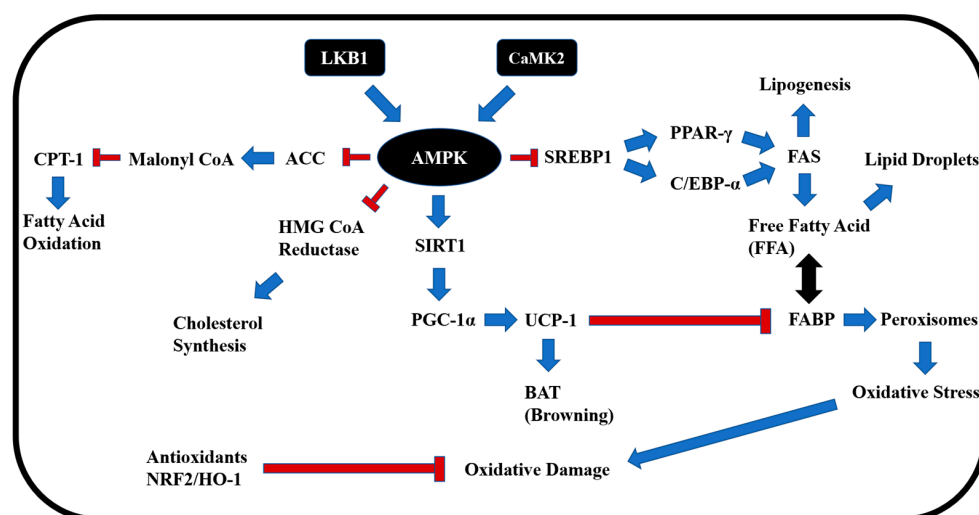 LKB1
CaMK2
Lipogenesis
PPAR-γ
CPT-1
Malonyl CoA
ACC
AMPK
SREBP1
FAS
Lipid Droplets
C/EBP-α
Fatty Acid
Oxidation
HMG CoA
Reductase
SIRT1
Free Fatty Acid
(FFA)
Cholesterol
Synthesis
PGC-1α
UCP-1
FABP
Peroxisomes
BAT
(Browning)
Oxidative Stress
Antioxidants
NRF2/HO-1
Oxidative Damage